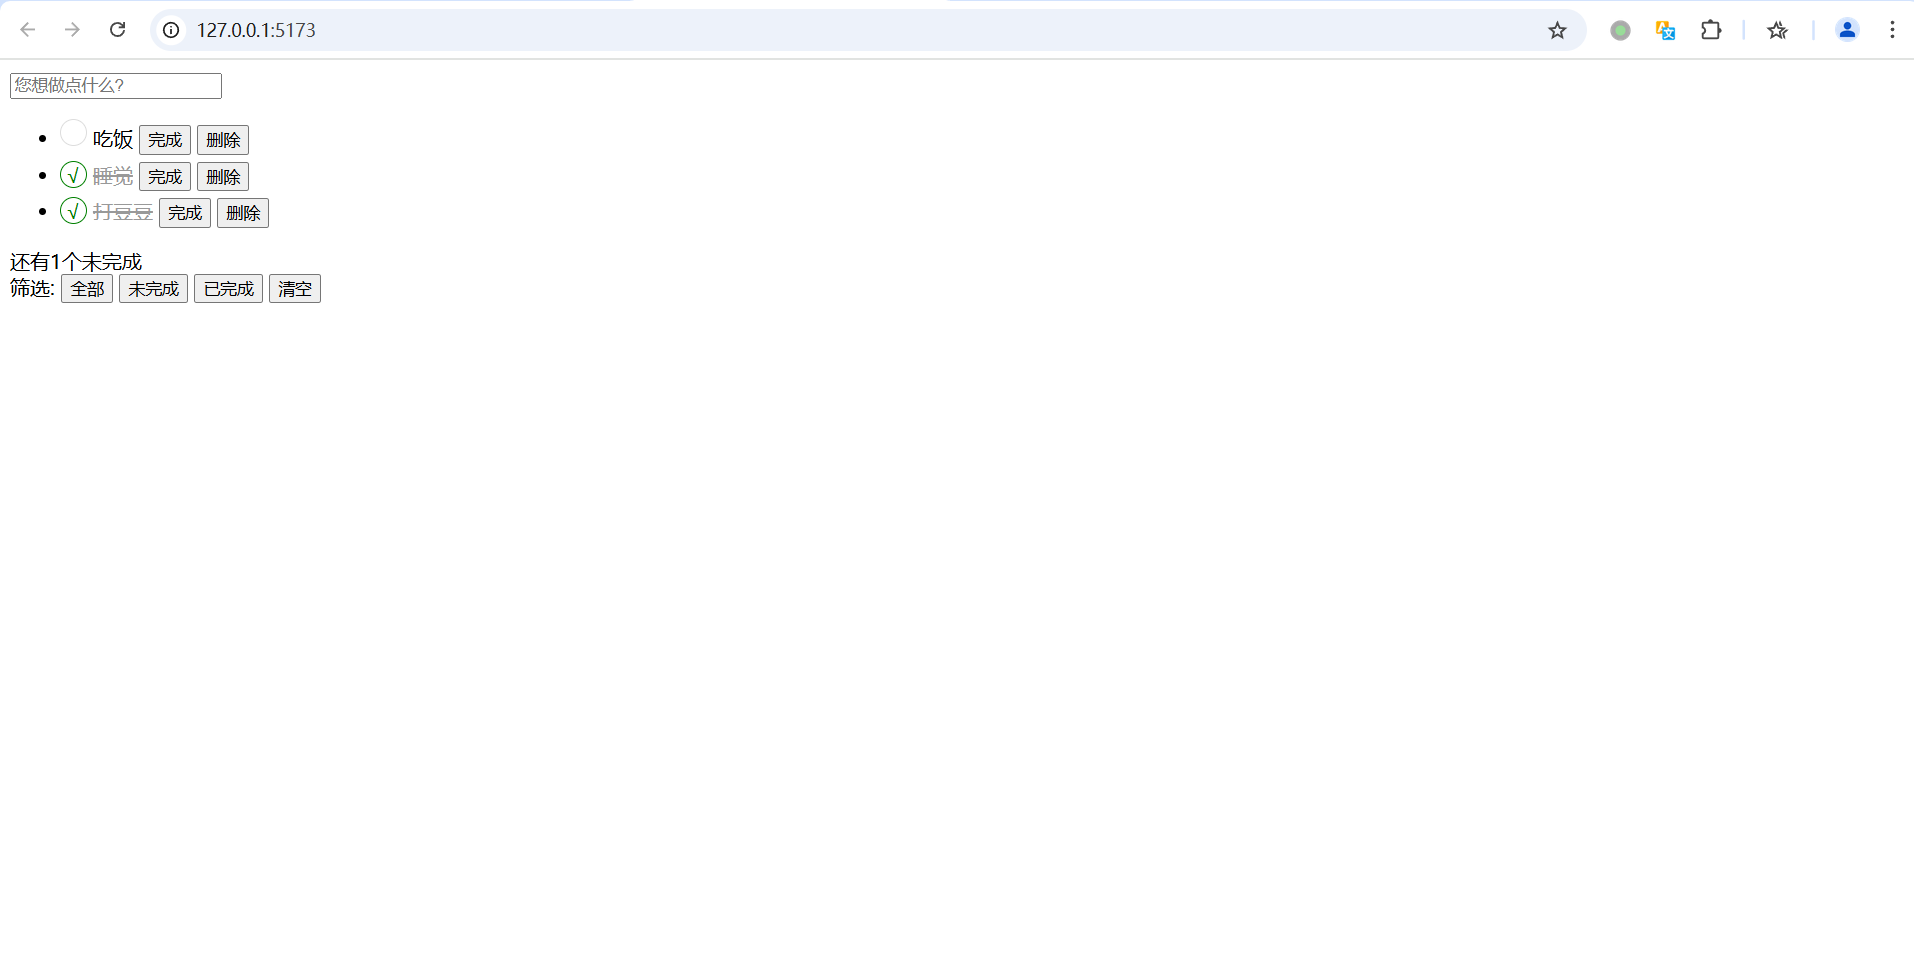 127.0.0.1:5173
您想做点什么?
吃饭 完成 删除
√ 睡觉 完成 删除
√ 打豆豆 完成 删除
还有1个未完成
筛选: 全部 未完成 已完成 清空